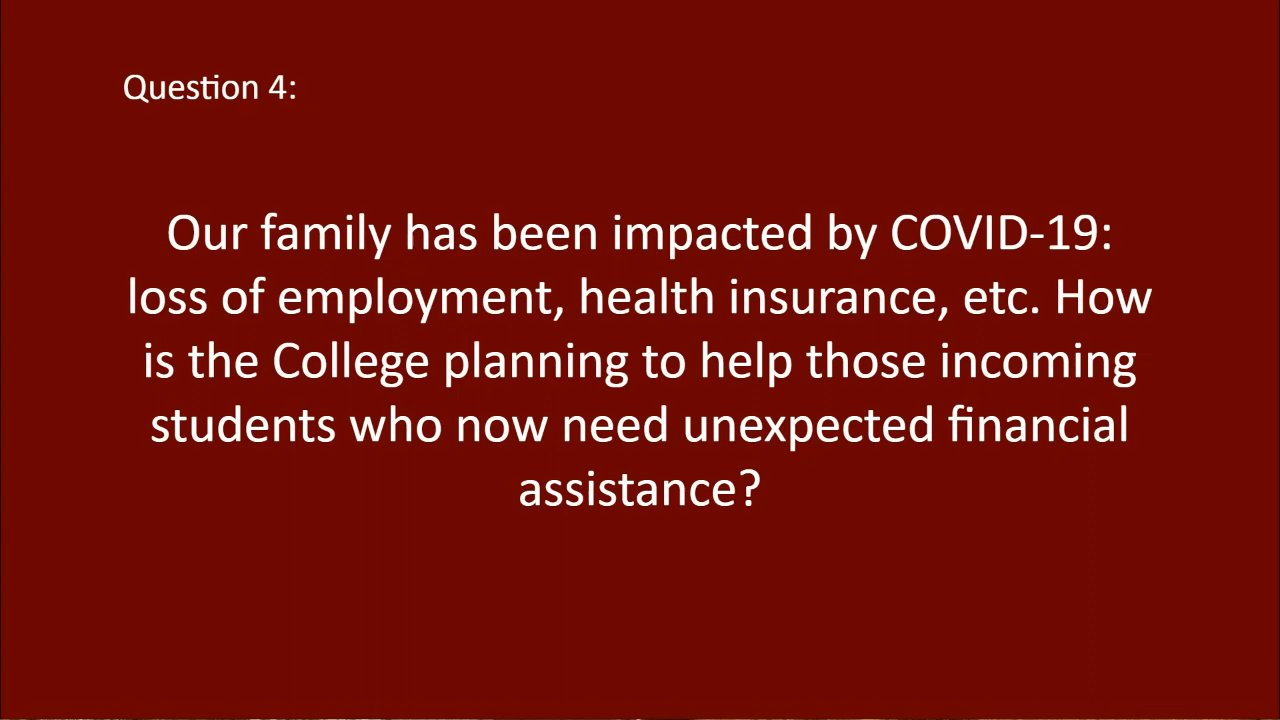 Question 4:
Our family has been impacted by COVID-19:
loss of employment, health insurance, etc. How
is the College planning to help those incoming
students who now need unexpected financial
assistance?